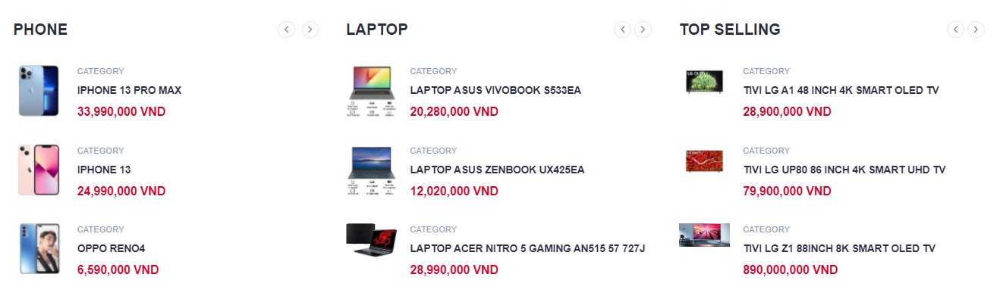 PHONE
CATEGORY
IPHONE 13 PRO MAX
33,990,000 VND
CATEGORY
IPHONE 13
24,990,000 VND
CATEGORY
OPPO RENO4
6,590,000 VND
LAPTOP
CATEGORY
LAPTOP ASUS VIVOBOOK S533EA
20,280,000 VND
CATEGORY
LAPTOP ASUS ZENBOOK UX425EA
12,020,000 VND
CATEGORY
LAPTOP ACER NITRO 5 GAMING AN515 57 727J
28,990,000 VND
TOP SELLING
LG OLED
CATEGORY
TIVI LG A1 48 INCH 4K SMART OLED TV
28,900,000 VND
CATEGORY
TIVI LG UP80 86 INCH 4K SMART UHD TV
79,900,000 VND
CATEGORY
TIVI LG Z1 88INCH 8K SMART OLED TV
890,000,000 VND